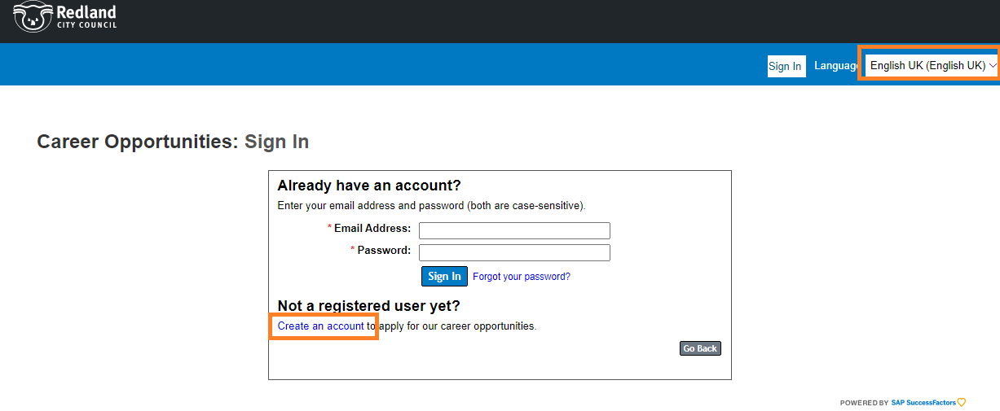 Redland
CITY COUNCIL
Sign In
Language
English UK (English UK)
Career Opportunities: Sign In
Already have an account?
Enter your email address and password (both are case-sensitive).
* Email Address:
* Password:
Sign In Forgot your password?
Not a registered user yet?
Create an account to apply for our career opportunities.
Go Back
POWERED BY SAP SuccessFactors